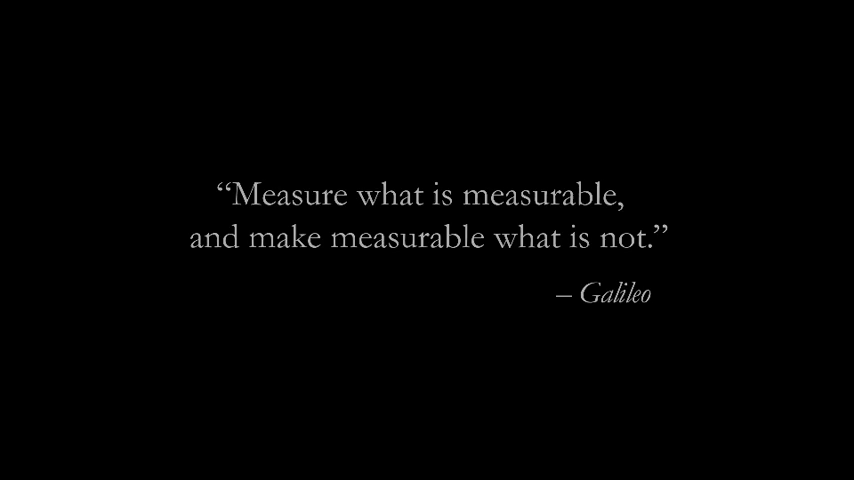 “Measure what is measurable,
and make measurable what is not.”
– Galileo